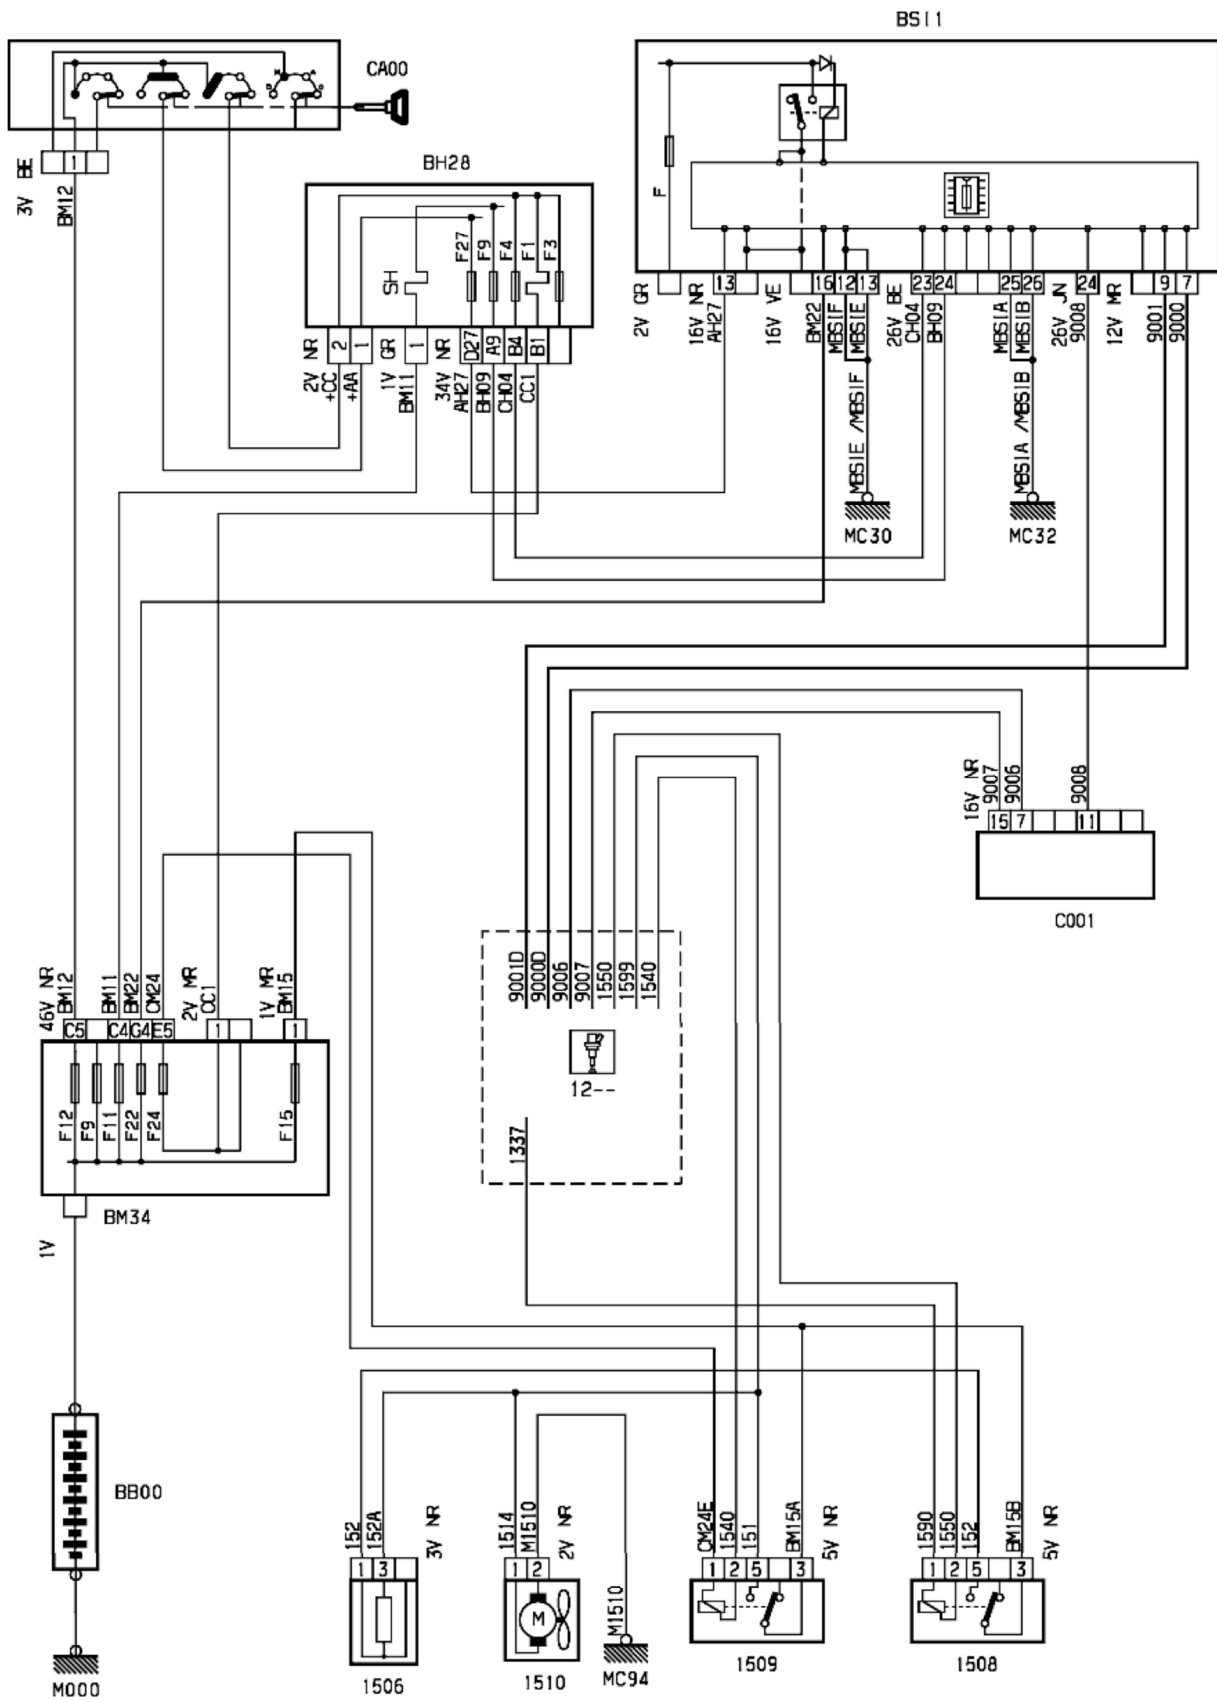 BSI1
CA00
3V BE
1
BM12
BH28
SH
F27
F9
F4
F1
F3
2V NR
2
1
+CC
+AA
1V GR
1
BM11
34V NR
D27
A9
B4
B1
AH27
BH09
CH04
CC1
F
2V GR
16V NR
13
AH27
16V VE
16
12
13
BM22
MBSIF
MBSIE
26V BE
23
24
CH04
BH09
25
26
MBSIA
MBSIB
26V JN
24
9008
12V MR
9
7
9001
9000
MBSIE /MBSIF
MBSIA /MBSIB
MC30
MC32
16V NR
9007
9006
9008
15
7
11
C001
9001D
9000D
9006
9007
1550
1599
1540
12--
1337
46V NR
BM12
BM11
BM22
CM24
2V MR
CC1
1V MR
BM15
C5
C4
G4
E5
1
1
F12
F9
F11
F22
F24
F15
BM34
1V
BB00
M000
152
152A
3V NR
1
3
1506
1514
M1510
2V NR
1
2
M
1510
M1510
MC94
CM24E
1540
151
BM15A
5V NR
1
2
5
3
1509
1590
1550
152
BM15B
5V NR
1
2
5
3
1508